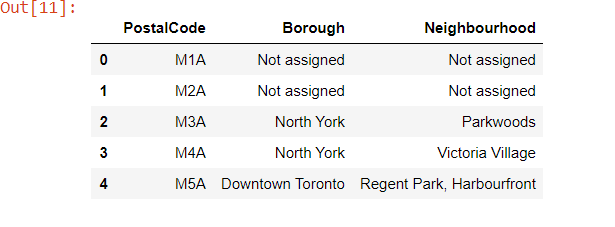 Out[11]:
PostalCode Borough Neighbourhood
0 M1A Not assigned Not assigned
1 M2A Not assigned Not assigned
2 M3A North York Parkwoods
3 M4A North York Victoria Village
4 M5A Downtown Toronto Regent Park, Harbourfront